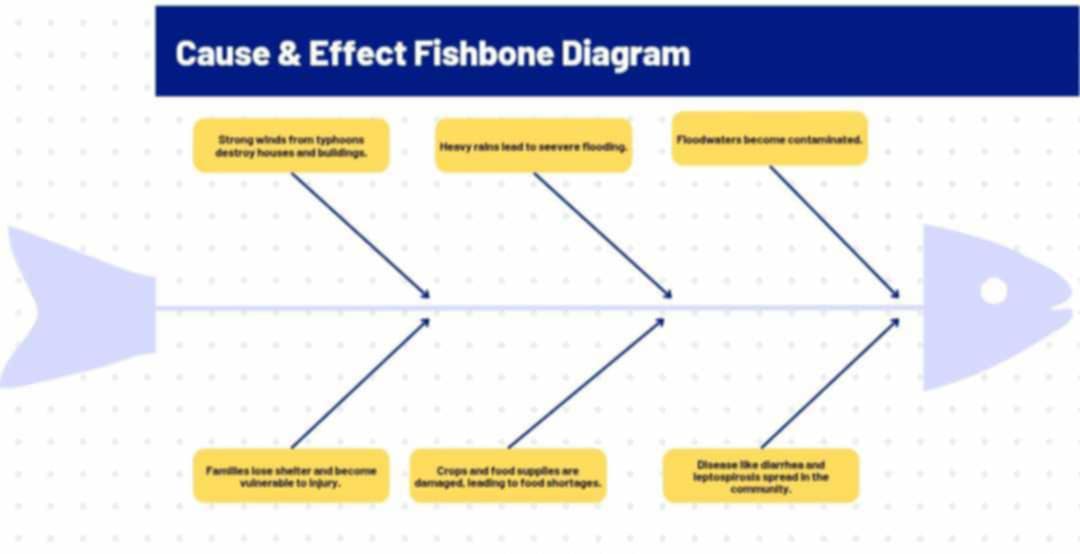 Cause & Effect Fishbone Diagram
Strong winds from typhoons
destroy houses and buildings.
Heavy rains lead to seevere flooding.
Floodwaters become contaminated.
Families lose shelter and become
vulnerable to injury.
Crops and food supplies are
damaged, leading to food shortages.
Disease like diarrhea and
leptospirosis spread in the
community.